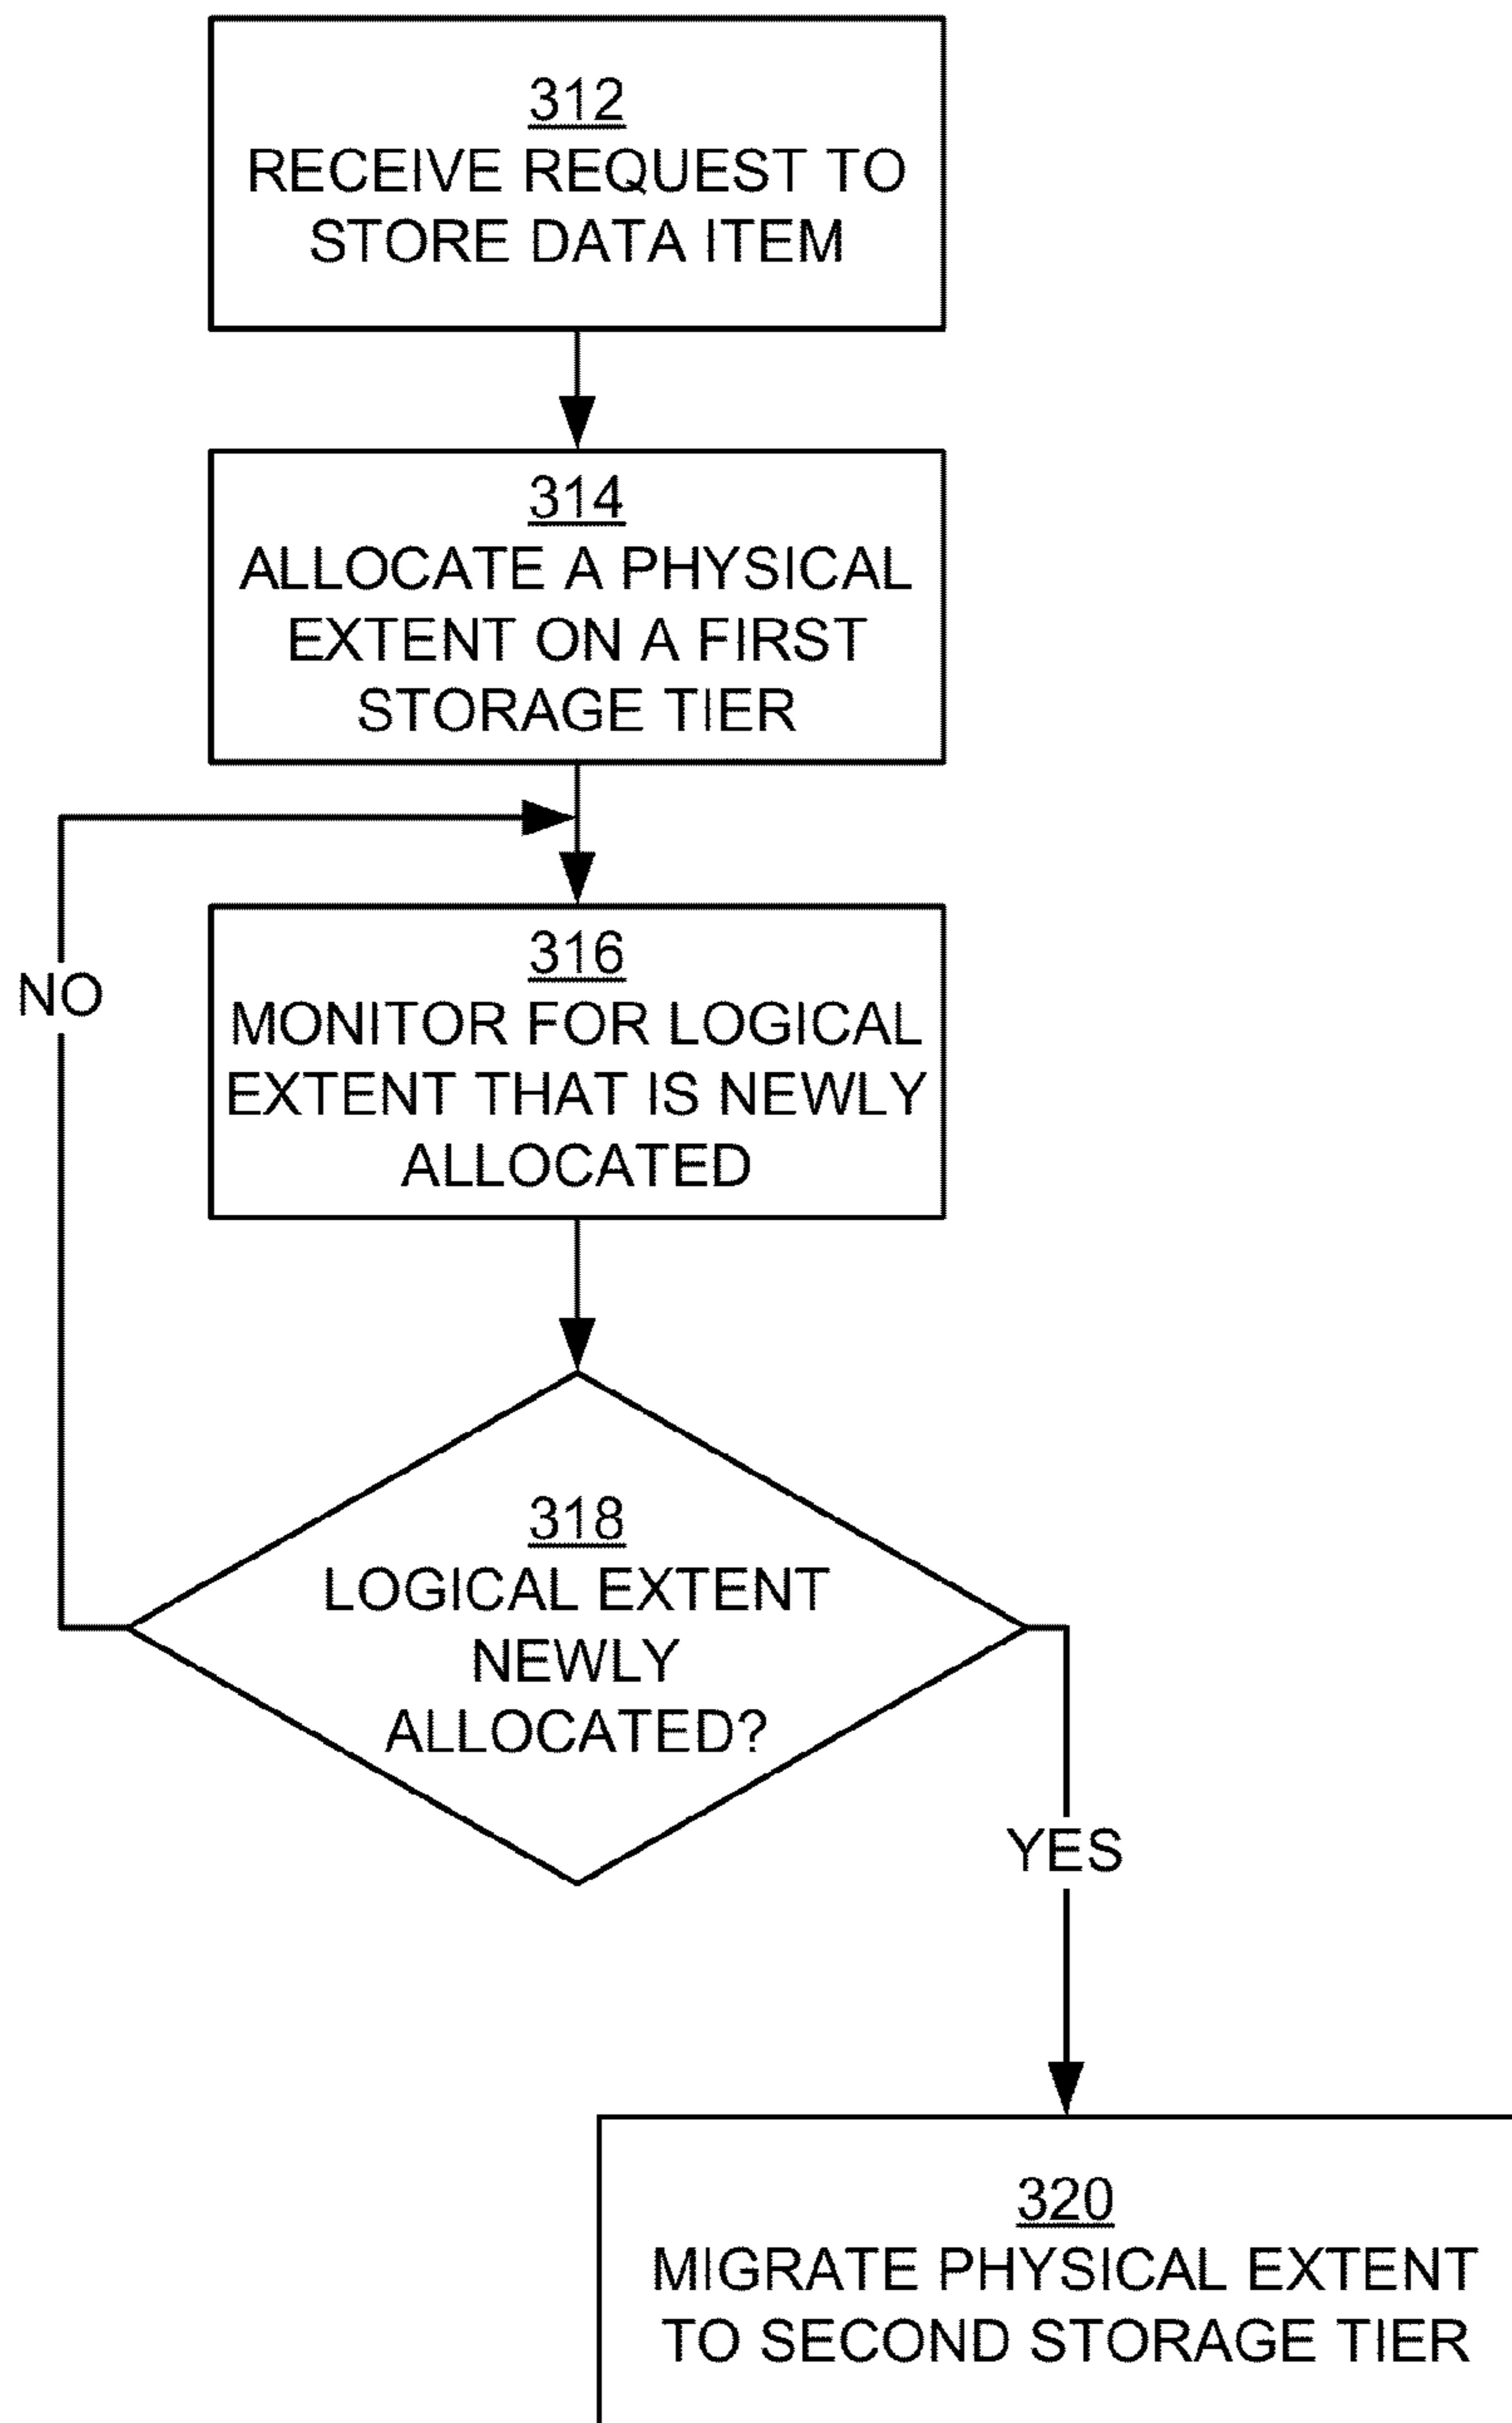 312
RECEIVE REQUEST TO
STORE DATA ITEM
314
ALLOCATE A PHYSICAL
EXTENT ON A FIRST
STORAGE TIER
316
MONITOR FOR LOGICAL
EXTENT THAT IS NEWLY
ALLOCATED
NO
318
LOGICAL EXTENT
NEWLY
ALLOCATED?
YES
320
MIGRATE PHYSICAL EXTENT
TO SECOND STORAGE TIER